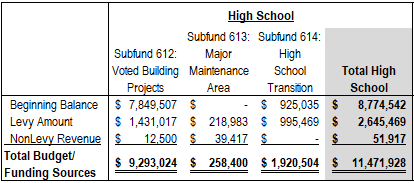 High School
Subfund 613: Subfund 614:
Subfund 612: Major High
Voted Building Maintenance School Total High
Projects Area Transition School
Beginning Balance $ 7,849,507 $ - $ 925,035 $ 8,774,542
Levy Amount $ 1,431,017 $ 218,983 $ 995,469 $ 2,645,469
NonLevy Revenue $ 12,500 $ 39,417 $ - $ 51,917
Total Budget/
Funding Sources $ 9,293,024 $ 258,400 $ 1,920,504 $ 11,471,928